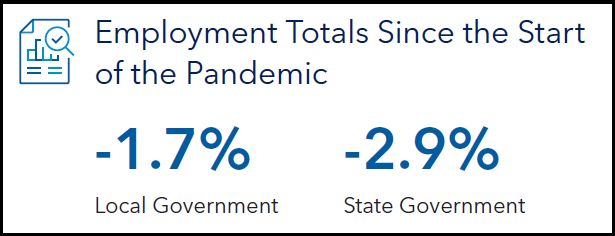 Employment Totals Since the Start
of the Pandemic
-1.7% -2.9%
Local Government State Government